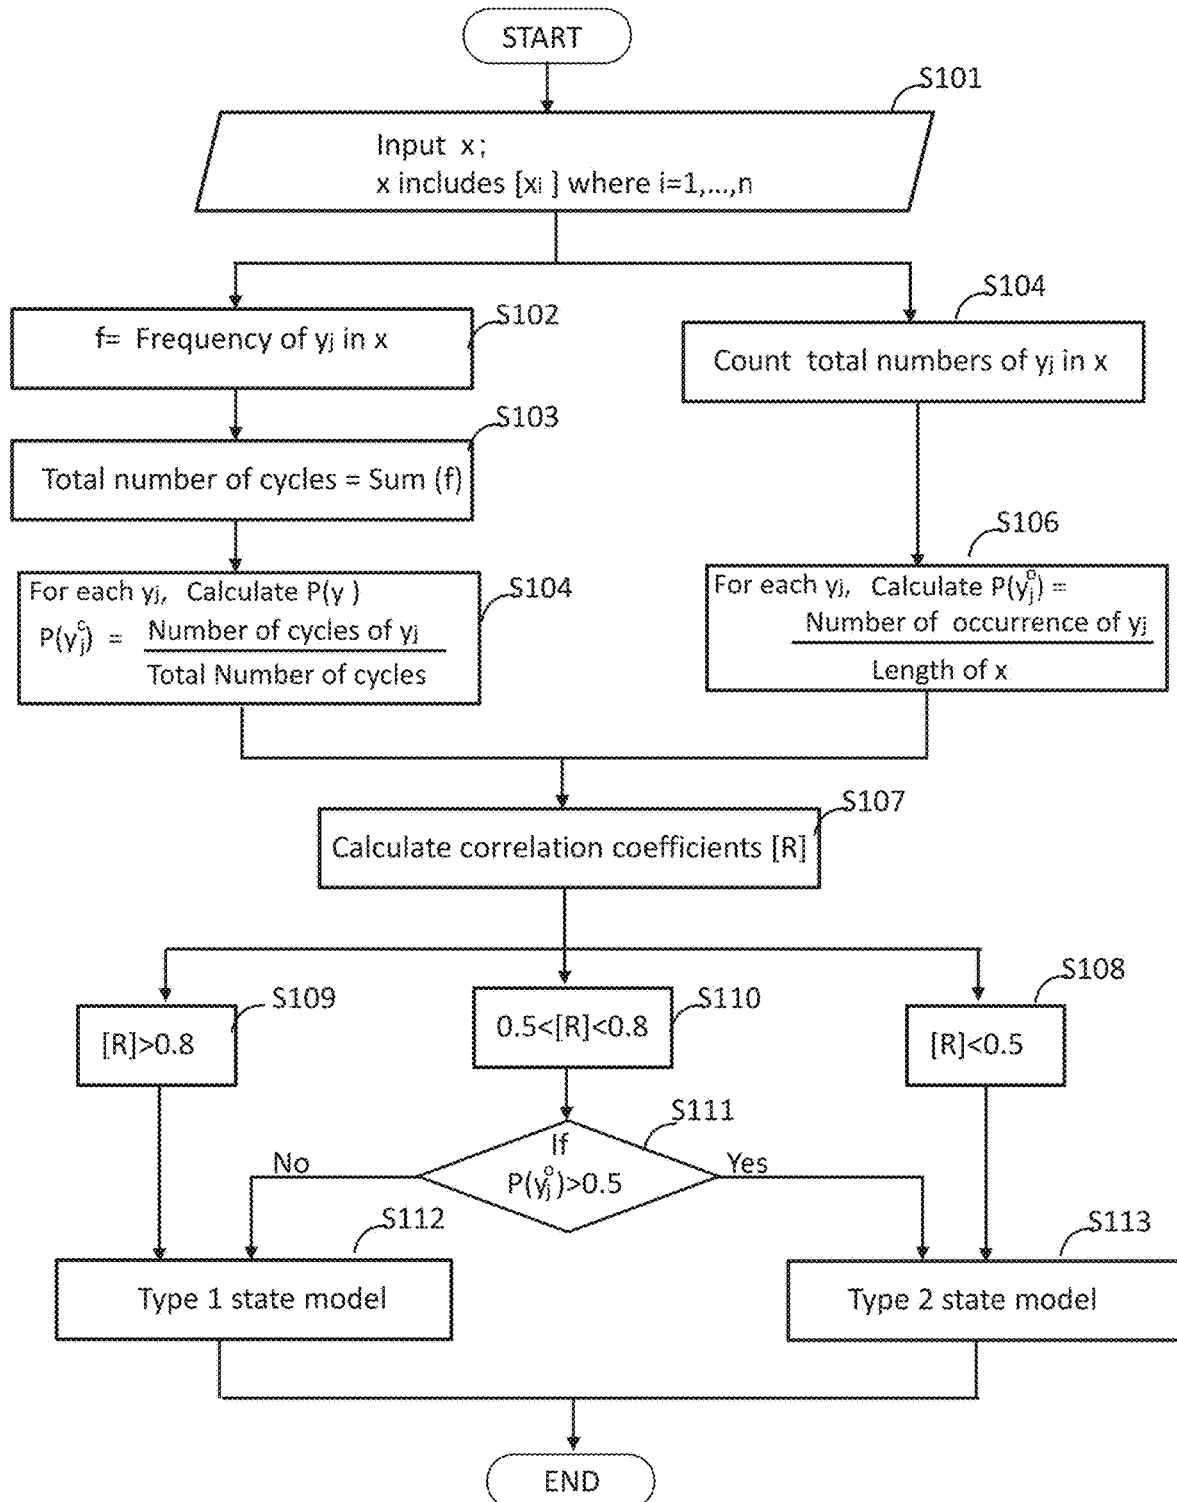 START
S101
Input x;
x includes [xi] where i=1,...,n
S102
f= Frequency of yj in x
S104
Count total numbers of yj in x
S103
Total number of cycles = Sum (f)
S104
For each yj, Calculate P(y )
P(yjc) = Number of cycles of yj
Total Number of cycles
S106
For each yj, Calculate P(yjo) =
Number of occurrence of yj
Length of x
S107
Calculate correlation coefficients [R]
S109
[R]>0.8
S110
0.5<[R]<0.8
S108
[R]<0.5
S111
If
P(yjo)>0.5
No
Yes
S112
Type 1 state model
S113
Type 2 state model
END